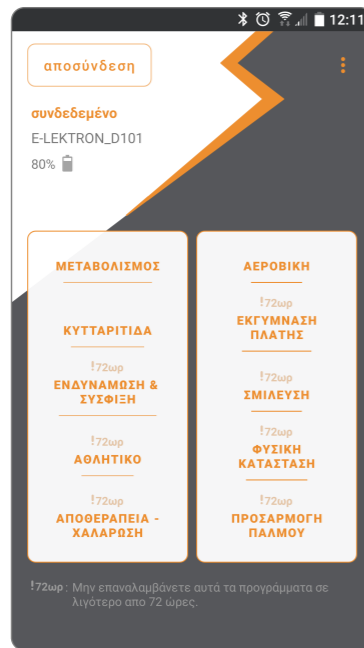 12:11
αποσύνδεση
συνδεδεμένο
E-LEKTRON_D101
80%
ΜΕΤΑΒΟΛΙΣΜΟΣ
ΚΥΤΤΑΡΙΤΙΔΑ
!72ωρ
ΕΝΔΥΝΑΜΩΣΗ &
ΣΥΣΦΙΞΗ
!72ωρ
ΑΘΛΗΤΙΚΟ
!72ωρ
ΑΠΟΘΕΡΑΠΕΙΑ -
ΧΑΛΑΡΩΣΗ
ΑΕΡΟΒΙΚΗ
!72ωρ
ΕΚΓΥΜΝΑΣΗ
ΠΛΑΤΗΣ
!72ωρ
ΣΜΙΛΕΥΣΗ
!72ωρ
ΦΥΣΙΚΗ
ΚΑΤΑΣΤΑΣΗ
!72ωρ
ΠΡΟΣΑΡΜΟΓΗ
ΠΑΛΜΟΥ
!72ωρ : Μην επαναλαμβάνετε αυτά τα προγράμματα σε
λιγότερο απο 72 ώρες.